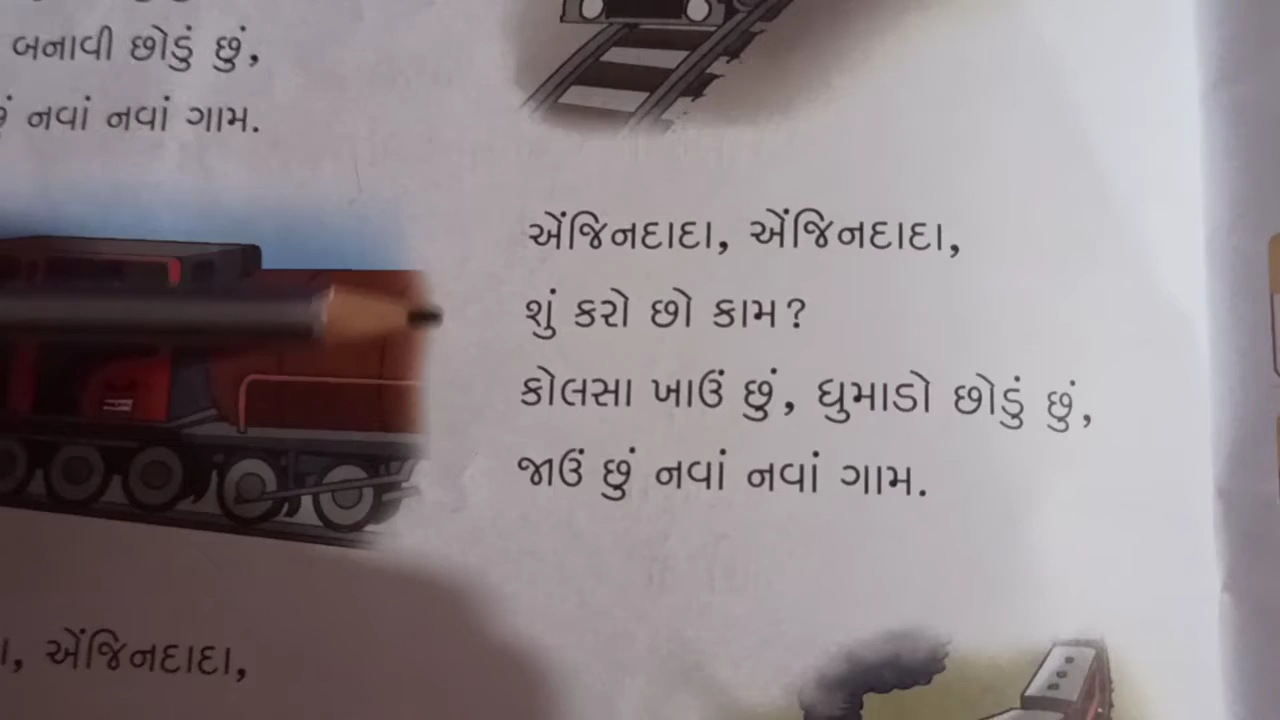 બનાવી છોડું છું,
નવાં નવાં ગામ.
એંજિનદાદા, એંજિનદાદા,
શું કરો છો કામ?
કોલસા ખાઉં છું, ધુમાડો છોડું છું,
જાઉં છું નવાં નવાં ગામ.
એંજિનદાદા,